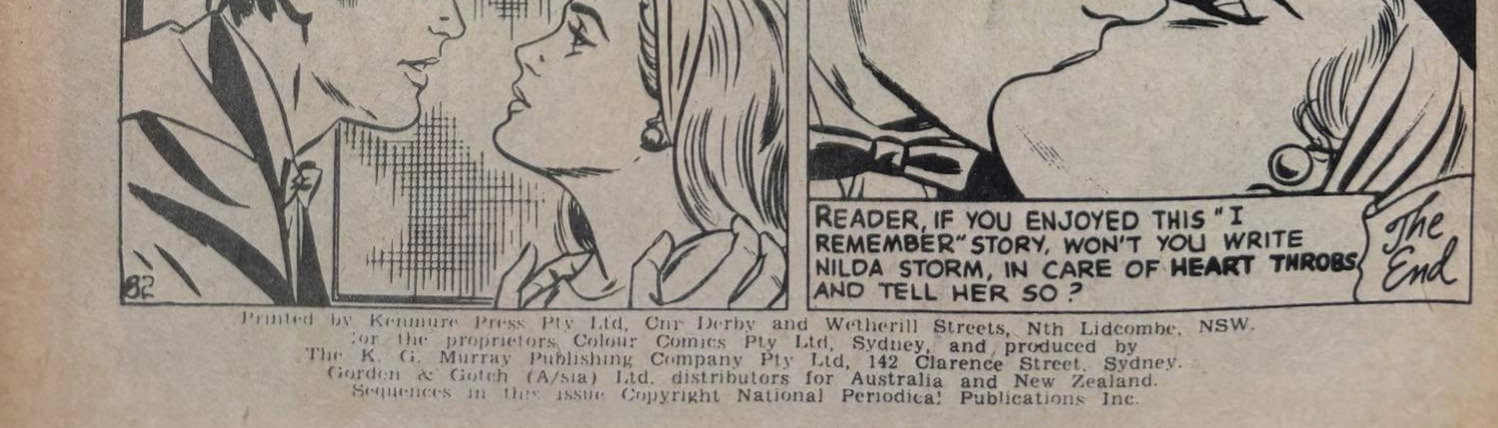 READER, IF YOU ENJOYED THIS "I
REMEMBER" STORY, WON'T YOU WRITE
NILDA STORM, IN CARE OF HEART THROBS,
AND TELL HER SO?
The
End
82
Printed by Kenmure Press Pty Ltd, Cnr Derby and Wetherill Streets, Nth Lidcombe, NSW.
for the proprietors, Colour Comics Pty Ltd, Sydney, and produced by
The K. G. Murray Publishing Company Pty Ltd, 142 Clarence Street, Sydney.
Gordon & Gotch (A/sia) Ltd. distributors for Australia and New Zealand.
Sequences in this issue Copyright National Periodical Publications Inc.